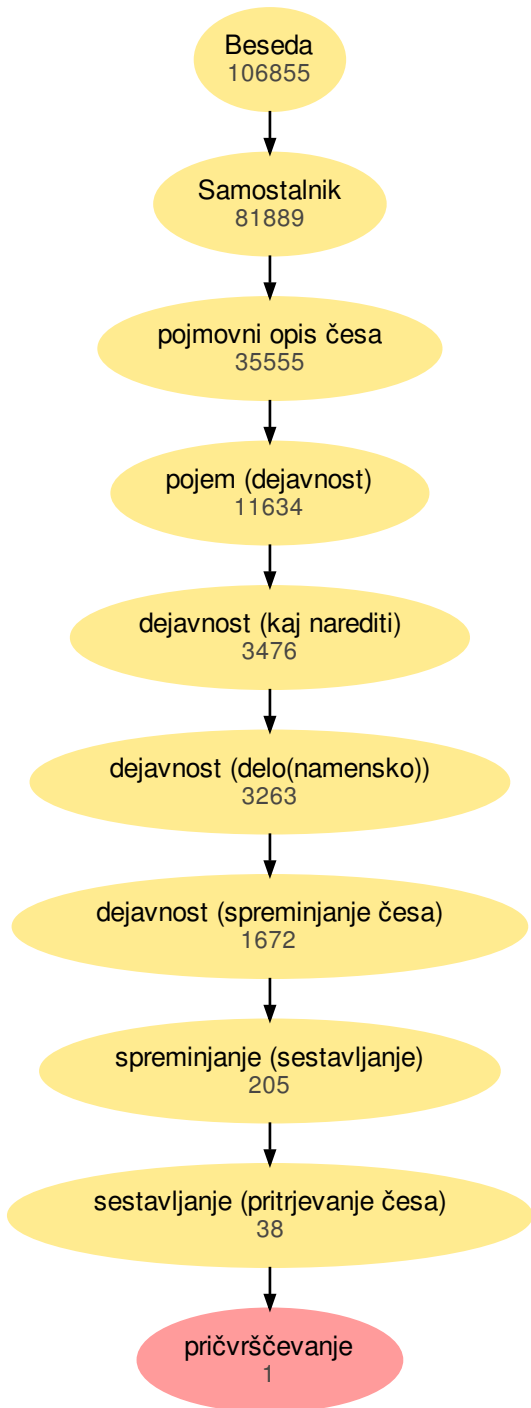 Beseda
106855
Samostalnik
81889
pojmovni opis česa
35555
pojem (dejavnost)
11634
dejavnost (kaj narediti)
3476
dejavnost (delo(namensko))
3263
dejavnost (spreminjanje česa)
1672
spreminjanje (sestavljanje)
205
sestavljanje (pritrjevanje česa)
38
pričvrščevanje
1